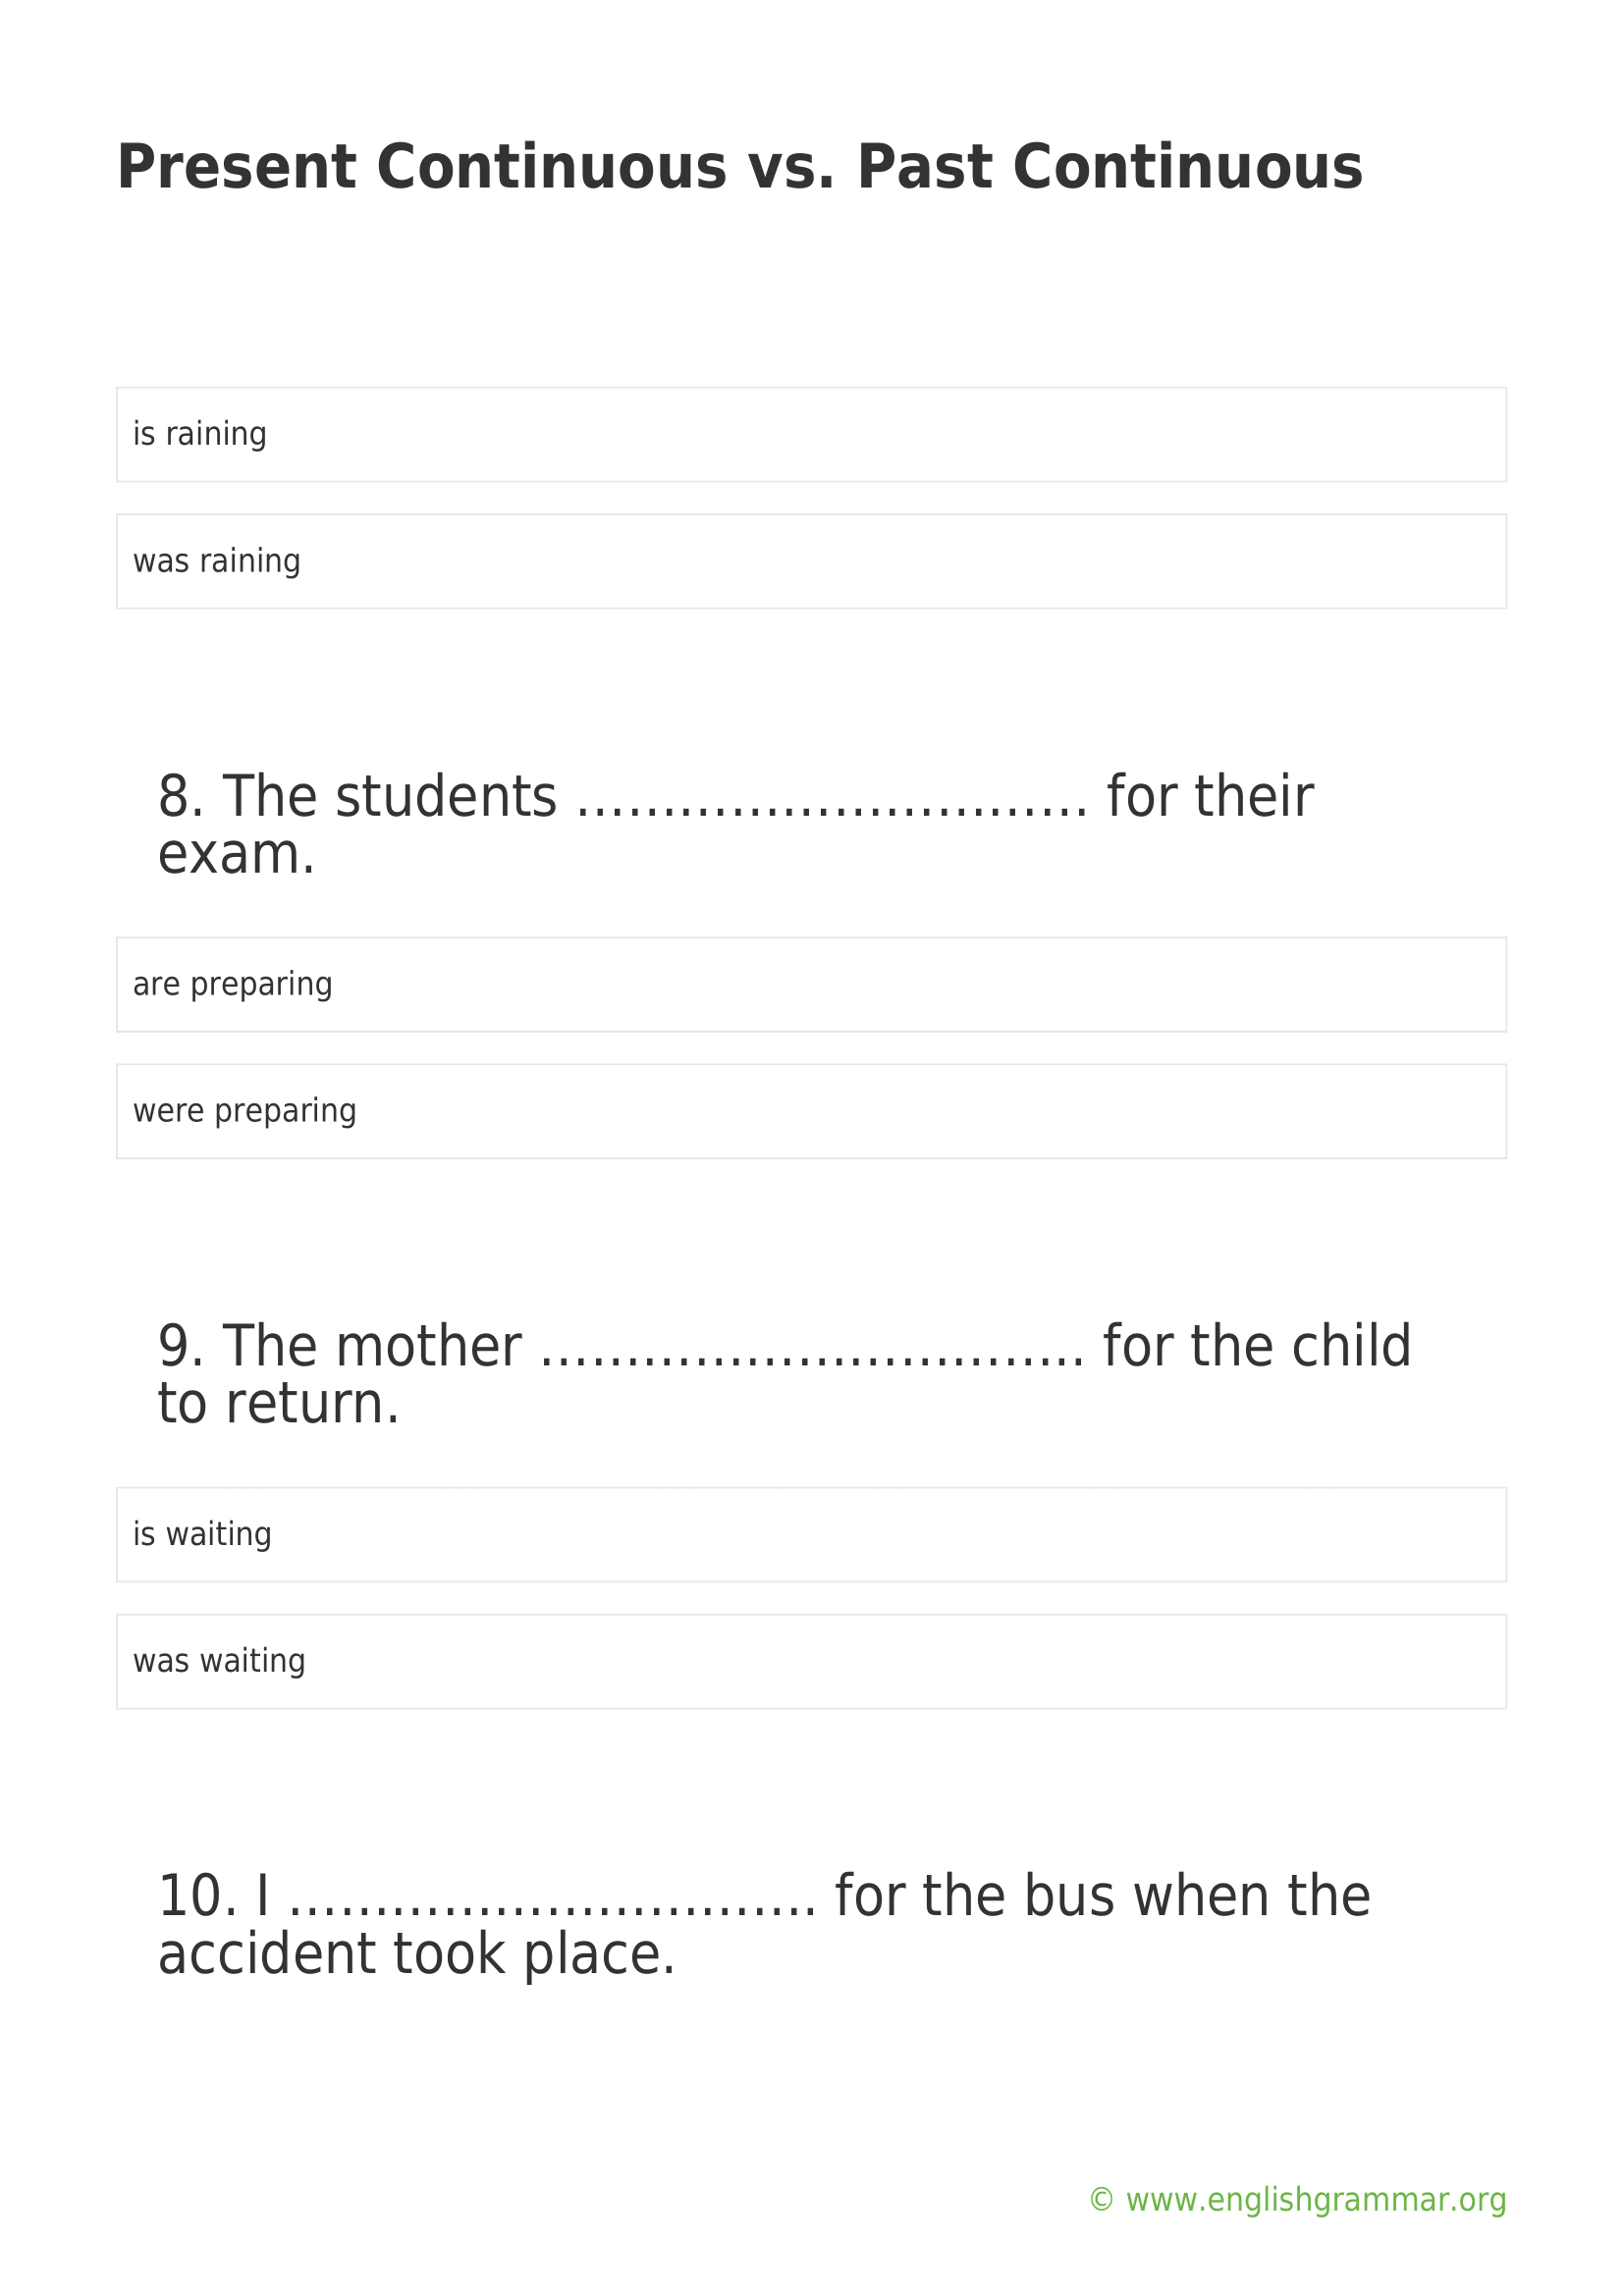 Present Continuous vs. Past Continuous
is raining
was raining
8. The students ………………………… for their
exam.
are preparing
were preparing
9. The mother ………………………….. for the child
to return.
is waiting
was waiting
10. I …………………………. for the bus when the
accident took place.
© www.englishgrammar.org